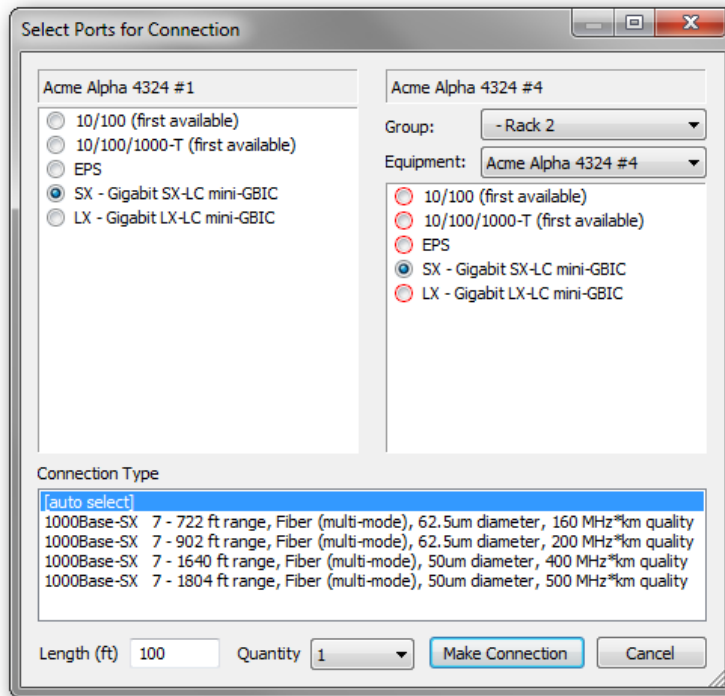 Select Ports for Connection
Acme Alpha 4324 #1
10/100 (first available)
10/100/1000-T (first available)
EPS
SX - Gigabit SX-LC mini-GBIC
LX - Gigabit LX-LC mini-GBIC
Acme Alpha 4324 #4
Group: - Rack 2
Equipment: Acme Alpha 4324 #4
10/100 (first available)
10/100/1000-T (first available)
EPS
SX - Gigabit SX-LC mini-GBIC
LX - Gigabit LX-LC mini-GBIC
Connection Type
[auto select]
1000Base-SX 7 - 722 ft range, Fiber (multi-mode), 62.5um diameter, 160 MHz*km quality
1000Base-SX 7 - 902 ft range, Fiber (multi-mode), 62.5um diameter, 200 MHz*km quality
1000Base-SX 7 - 1640 ft range, Fiber (multi-mode), 50um diameter, 400 MHz*km quality
1000Base-SX 7 - 1804 ft range, Fiber (multi-mode), 50um diameter, 500 MHz*km quality
Length (ft) 100 Quantity 1 Make Connection Cancel